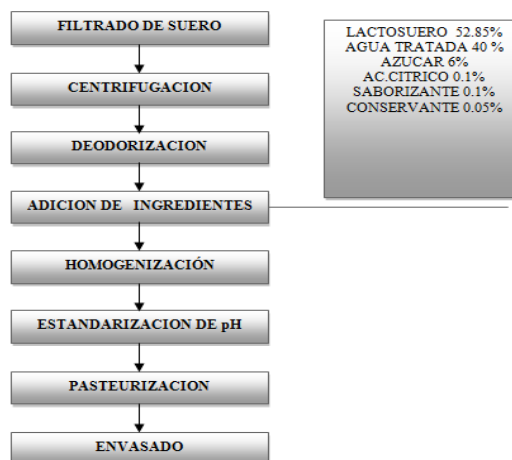 FILTRADO DE SUERO
CENTRIFUGACION
DEODORIZACION
ADICION DE INGREDIENTES
HOMOGENIZACIÓN
ESTANDARIZACION DE pH
PASTEURIZACION
ENVASADO
LACTOSUERO 52.85%
AGUA TRATADA 40 %
AZUCAR 6%
AC.CITRICO 0.1%
SABORIZANTE 0.1%
CONSERVANTE 0.05%